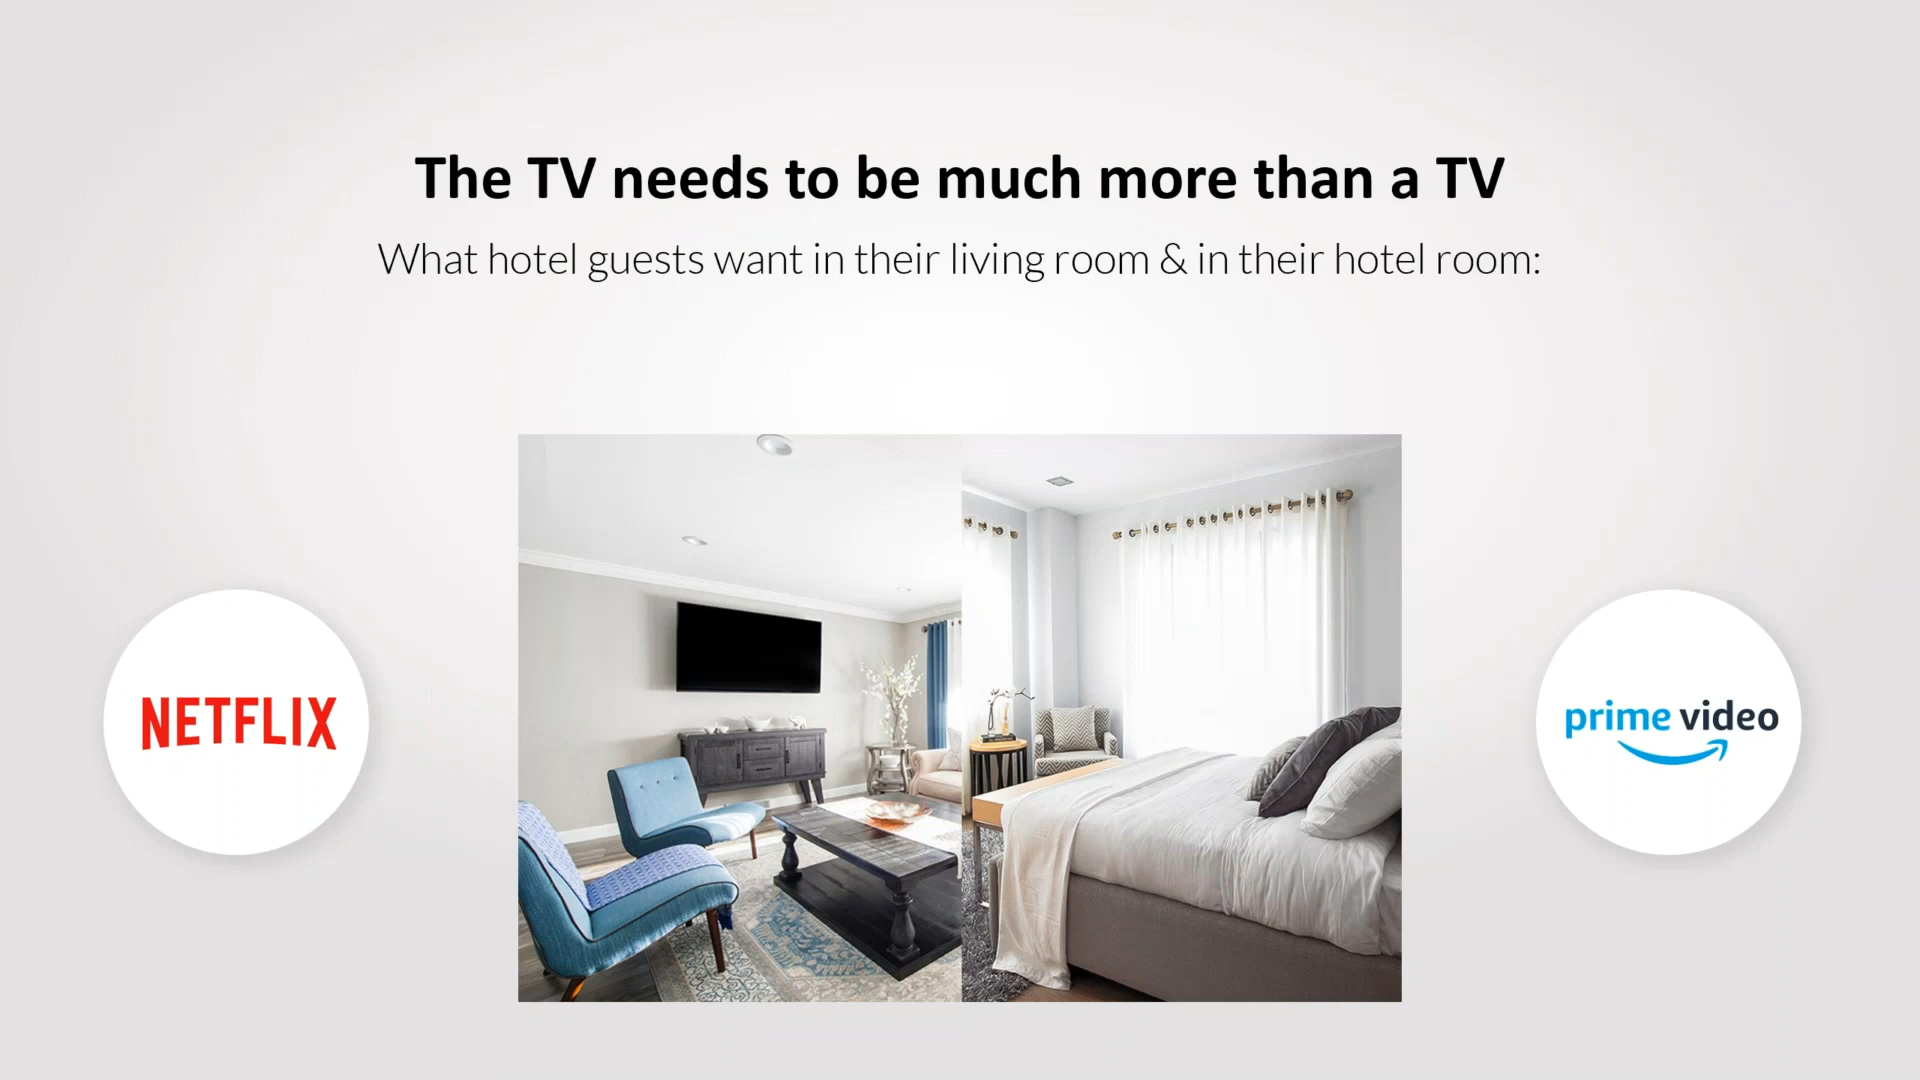 The TV needs to be much more than a TV
What hotel guests want in their living room & in their hotel room:
NETFLIX
prime video